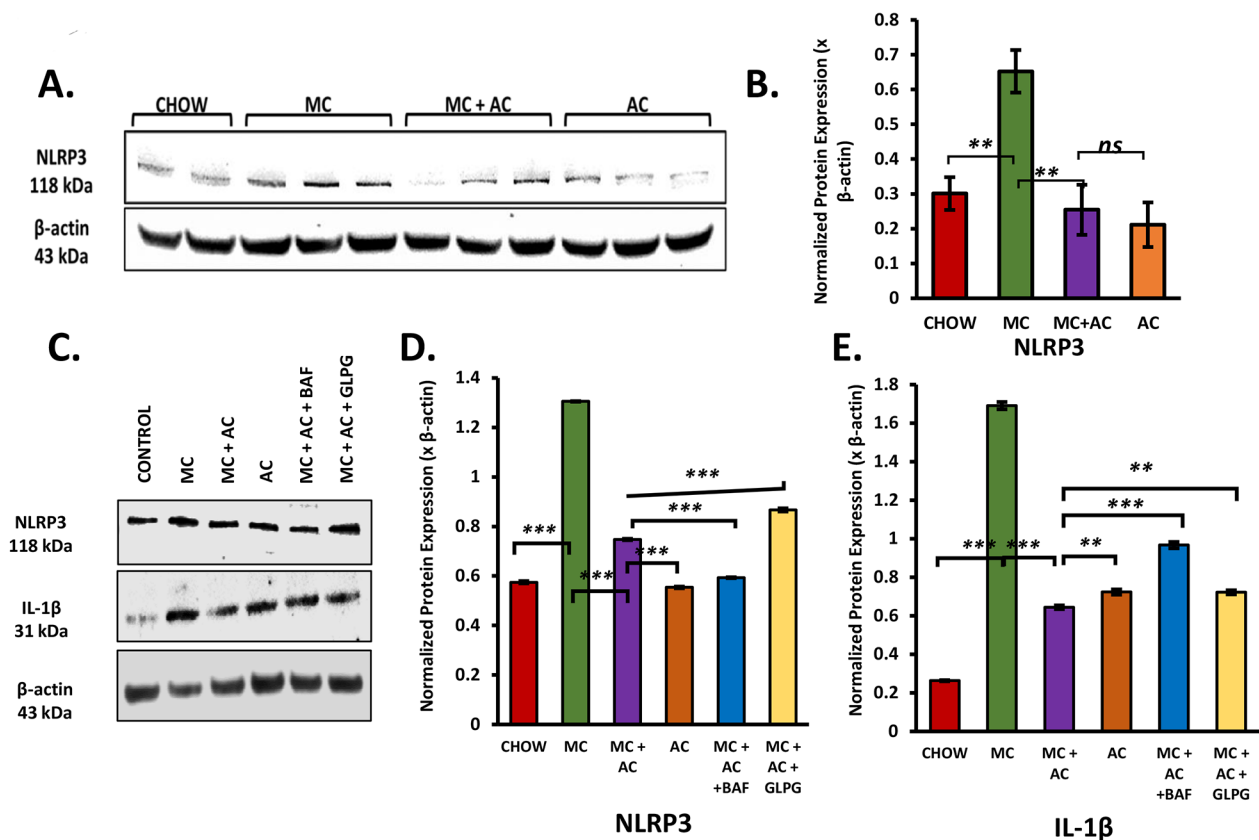 A.
CHOW MC MC + AC AC
NLRP3
118 kDa
β-actin
43 kDa
B.
Normalized Protein Expression (x
β-actin)
0.8
0.7
0.6
0.5
0.4
0.3
0.2
0.1
0
**
**
ns
CHOW MC MC+AC AC
NLRP3
C.
CONTROL
MC
MC + AC
AC
MC + AC + BAF
MC + AC + GLPG
NLRP3
118 kDa
IL-1β
31 kDa
β-actin
43 kDa
D.
Normalized Protein Expression (x β-actin)
1.4
1.2
1
0.8
0.6
0.4
0.2
0
***
***
***
***
***
CHOW MC MC + AC MC + MC +
AC AC AC +
+BAF GLPG
NLRP3
E.
Normalized Protein Expression (x β-actin)
1.8
1.6
1.4
1.2
1
0.8
0.6
0.4
0.2
0
**
***
*** *** **
CHOW MC MC + AC MC + MC +
AC AC AC +
+BAF GLPG
IL-1β